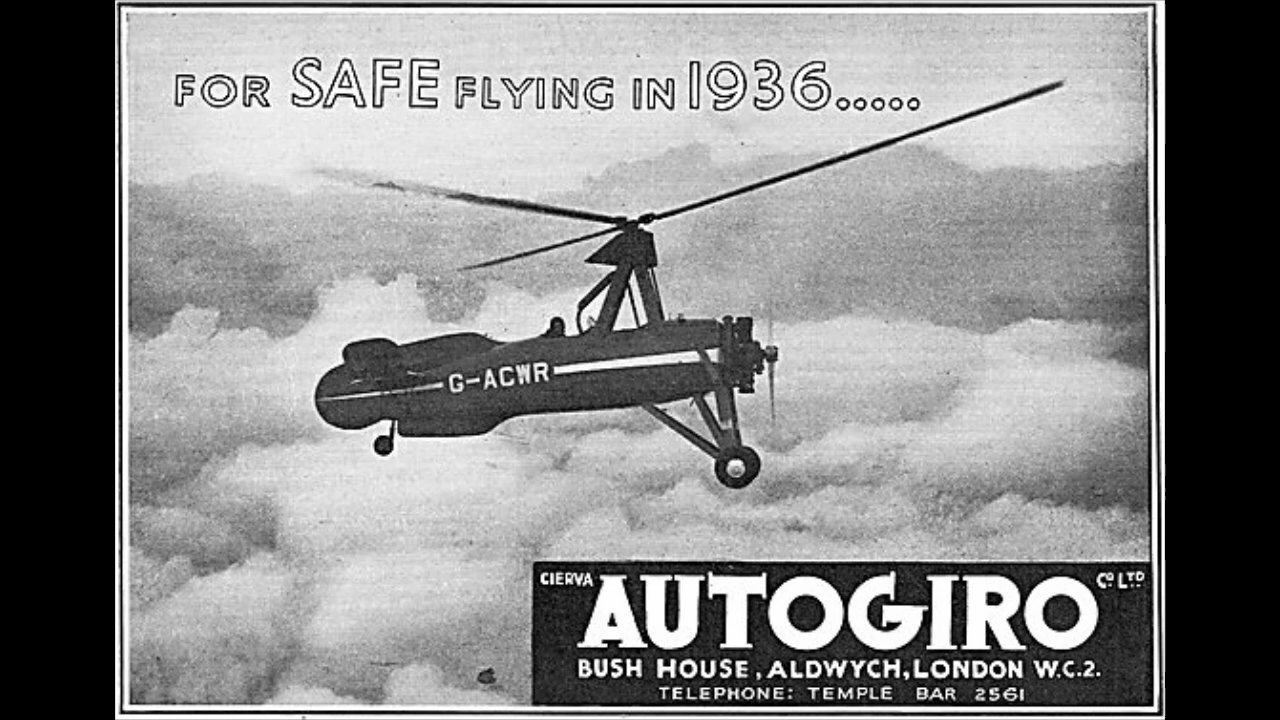 FOR SAFE FLYING IN 1936.....
G-ACWR
CIERVA AUTOGIRO CO LTD
BUSH HOUSE, ALDWYCH, LONDON W.C.2.
TELEPHONE: TEMPLE BAR 2561